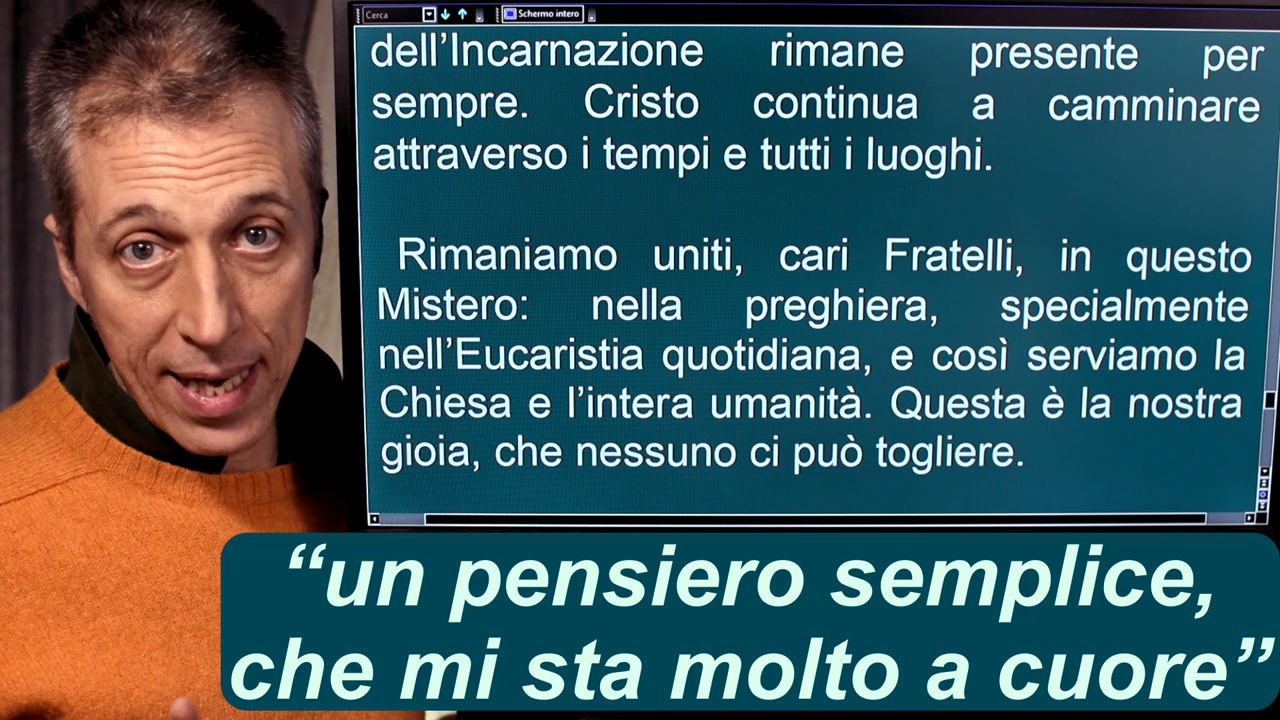 Cerca
Schermo intero
dell’Incarnazione rimane presente per
sempre. Cristo continua a camminare
attraverso i tempi e tutti i luoghi.
Rimaniamo uniti, cari Fratelli, in questo
Mistero: nella preghiera, specialmente
nell’Eucaristia quotidiana, e così serviamo la
Chiesa e l’intera umanità. Questa è la nostra
gioia, che nessuno ci può togliere.
“un pensiero semplice,
che mi sta molto a cuore”